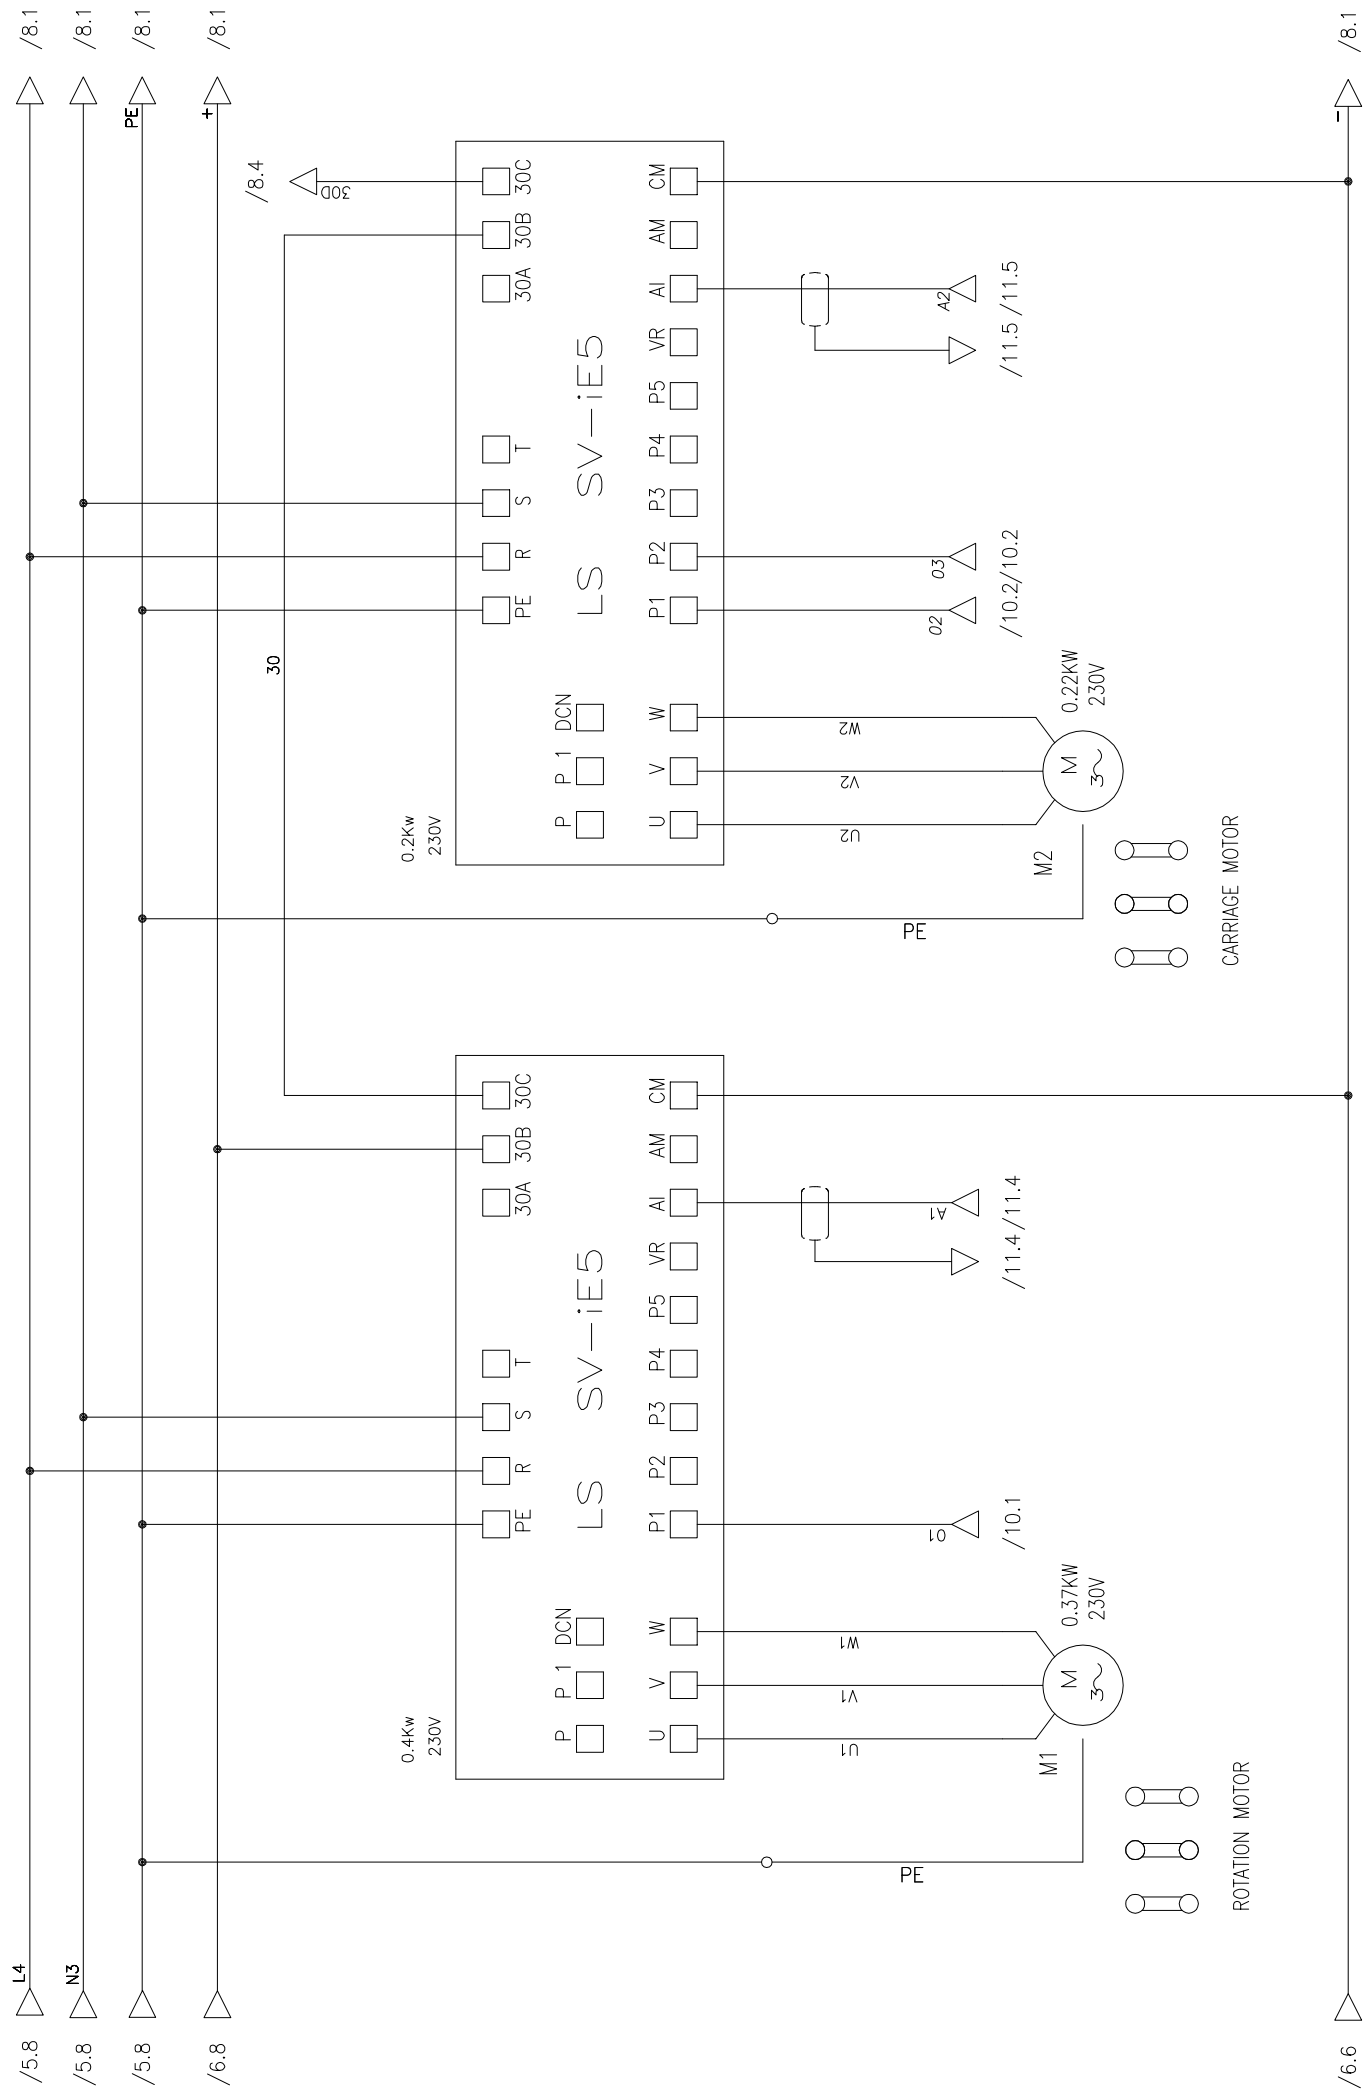 /5.8
L4
/8.1
/5.8
N3
/8.1
/5.8
PE
/8.1
/6.8
+
/8.1
30
/8.4
30D
0.4Kw
230V
PE
R
S
T
30A
30B
30C
P
P 1
DCN
LS SV-iE5
U
V
W
P1
P2
P3
P4
P5
VR
AI
AM
CM
U1
V1
W1
01
A1
PE
M1
M
3~
0.37KW
230V
/10.1
/11.4 /11.4
ROTATION MOTOR
0.2Kw
230V
PE
R
S
T
30A
30B
30C
P
P 1
DCN
LS SV-iE5
U
V
W
P1
P2
P3
P4
P5
VR
AI
AM
CM
U2
V2
W2
02
03
A2
PE
M2
M
3~
0.22KW
230V
/10.2/10.2
/11.5 /11.5
CARRIAGE MOTOR
/6.6
-
/8.1